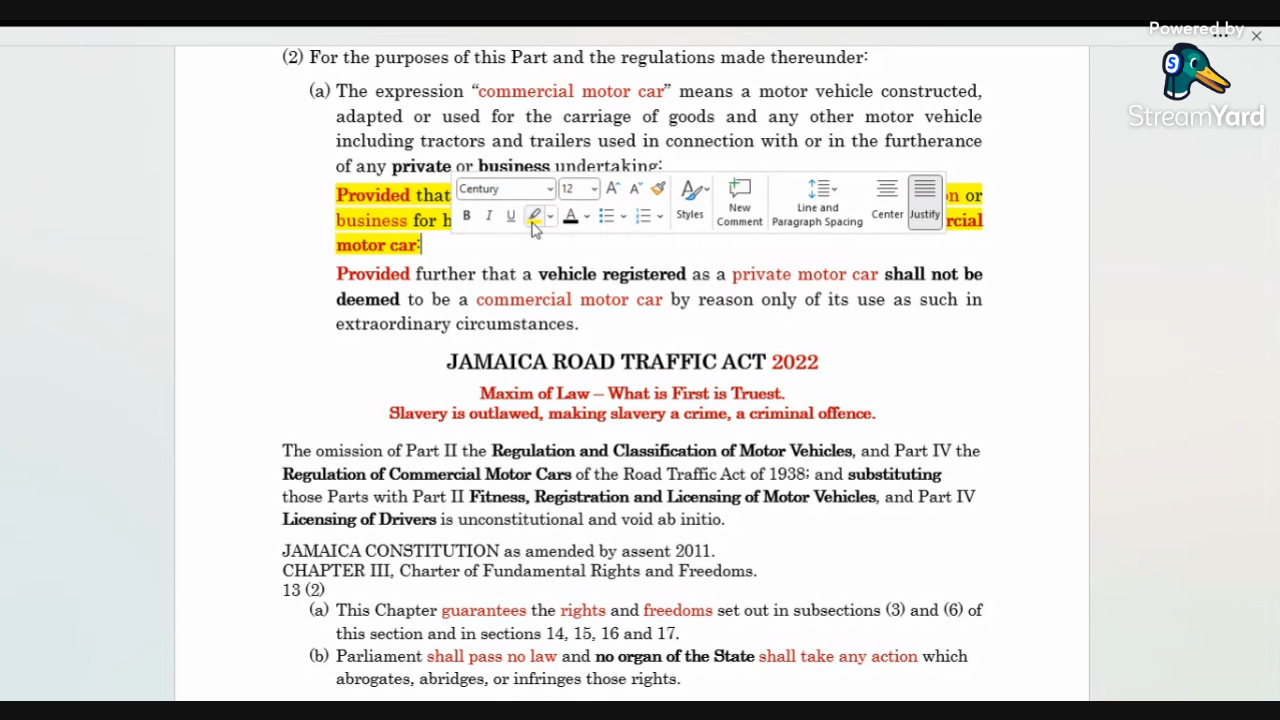 Powered by
StreamYard
(2) For the purposes of this Part and the regulations made thereunder:
(a) The expression “commercial motor car” means a motor vehicle constructed,
adapted or used for the carriage of goods and any other motor vehicle
including tractors and trailers used in connection with or in the furtherance
of any private or business undertaking:
Provided that
or
business for
motor car:
Century
12
B I U
A
Styles
New
Comment
Line and
Paragraph Spacing
Center
Justify
Provided further that a vehicle registered as a private motor car shall not be
deemed to be a commercial motor car by reason only of its use as such in
extraordinary circumstances.
JAMAICA ROAD TRAFFIC ACT 2022
Maxim of Law – What is First is Truest.
Slavery is outlawed, making slavery a crime, a criminal offence.
The omission of Part II the Regulation and Classification of Motor Vehicles, and Part IV the
Regulation of Commercial Motor Cars of the Road Traffic Act of 1938; and substituting
those Parts with Part II Fitness, Registration and Licensing of Motor Vehicles, and Part IV
Licensing of Drivers is unconstitutional and void ab initio.
JAMAICA CONSTITUTION as amended by assent 2011.
CHAPTER III, Charter of Fundamental Rights and Freedoms.
13 (2)
(a) This Chapter guarantees the rights and freedoms set out in subsections (3) and (6) of
this section and in sections 14, 15, 16 and 17.
(b) Parliament shall pass no law and no organ of the State shall take any action which
abrogates, abridges, or infringes those rights.